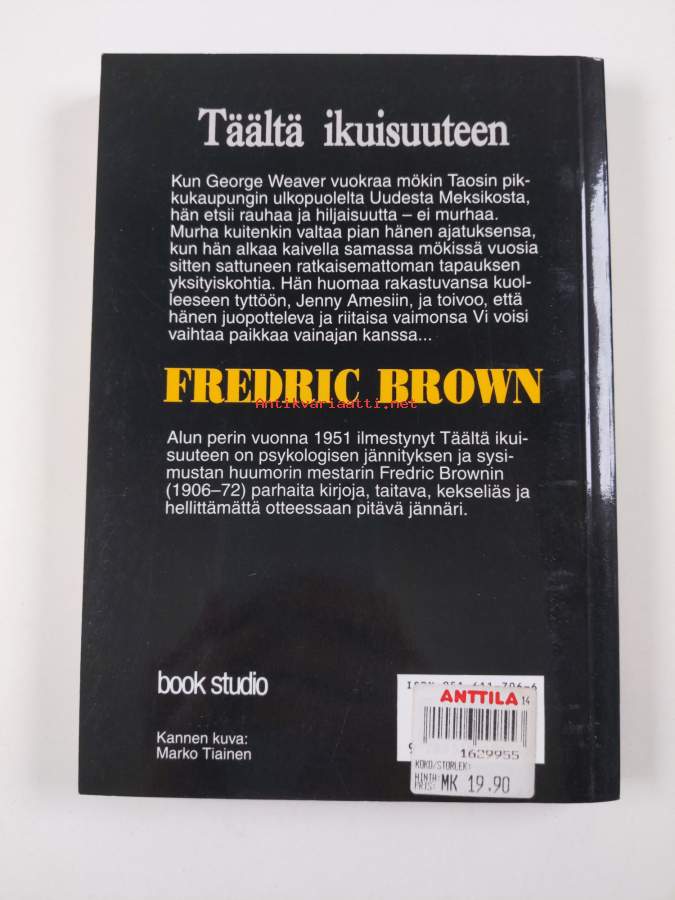 Täältä ikuisuuteen
Kun George Weaver vuokraa mökin Taosin pik-
kukaupungin ulkopuolelta Uudesta Meksikosta,
hän etsii rauhaa ja hiljaisuutta – ei murhaa.
Murha kuitenkin valtaa pian hänen ajatuksensa,
kun hän alkaa kaivella samassa mökissä vuosia
sitten sattuneen ratkaisemattoman tapauksen
yksityiskohtia. Hän huomaa rakastuvansa kuol-
leeseen tyttöön, Jenny Amesiin, ja toivoo, että
hänen juopotteleva ja riitaisa vaimonsa Vi voisi
vaihtaa paikkaa vainajan kanssa...
FREDRIC BROWN
Antikvariaatti.net
Alun perin vuonna 1951 ilmestynyt Täältä ikui-
suuteen on psykologisen jännityksen ja sysi-
mustan huumorin mestarin Fredric Brownin
(1906–72) parhaita kirjoja, taitava, kekseliäs ja
hellittämättä otteessaan pitävä jännäri.
book studio
Kannen kuva:
Marko Tiainen
ANTTILA 14
9
1629955
KOKO/STORLEK:
HINTA:
PRIS: MK 19.90